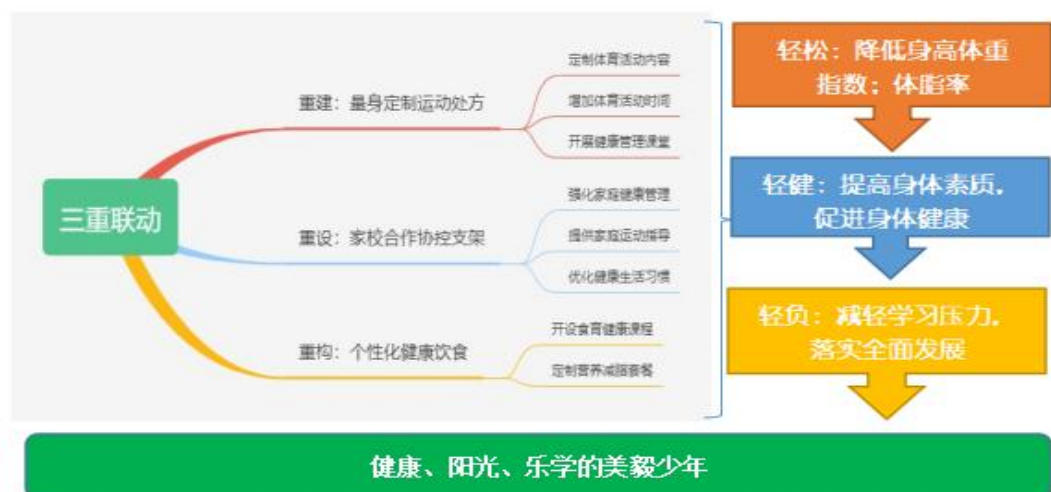 三重联动
重建：量身定制运动处方
定制体育活动内容
增加体育活动时间
开展健康管理课堂
重设：家校合作协控支架
强化家庭健康管理
提供家庭运动指导
优化健康生活习惯
重构：个性化健康饮食
开设食育健康课程
定制营养减脂套餐
轻松：降低身高体重
指数；体脂率
轻健：提高身体素质，
促进身体健康
轻负：减轻学习压力，
落实全面发展
健康、阳光、乐学的美毅少年